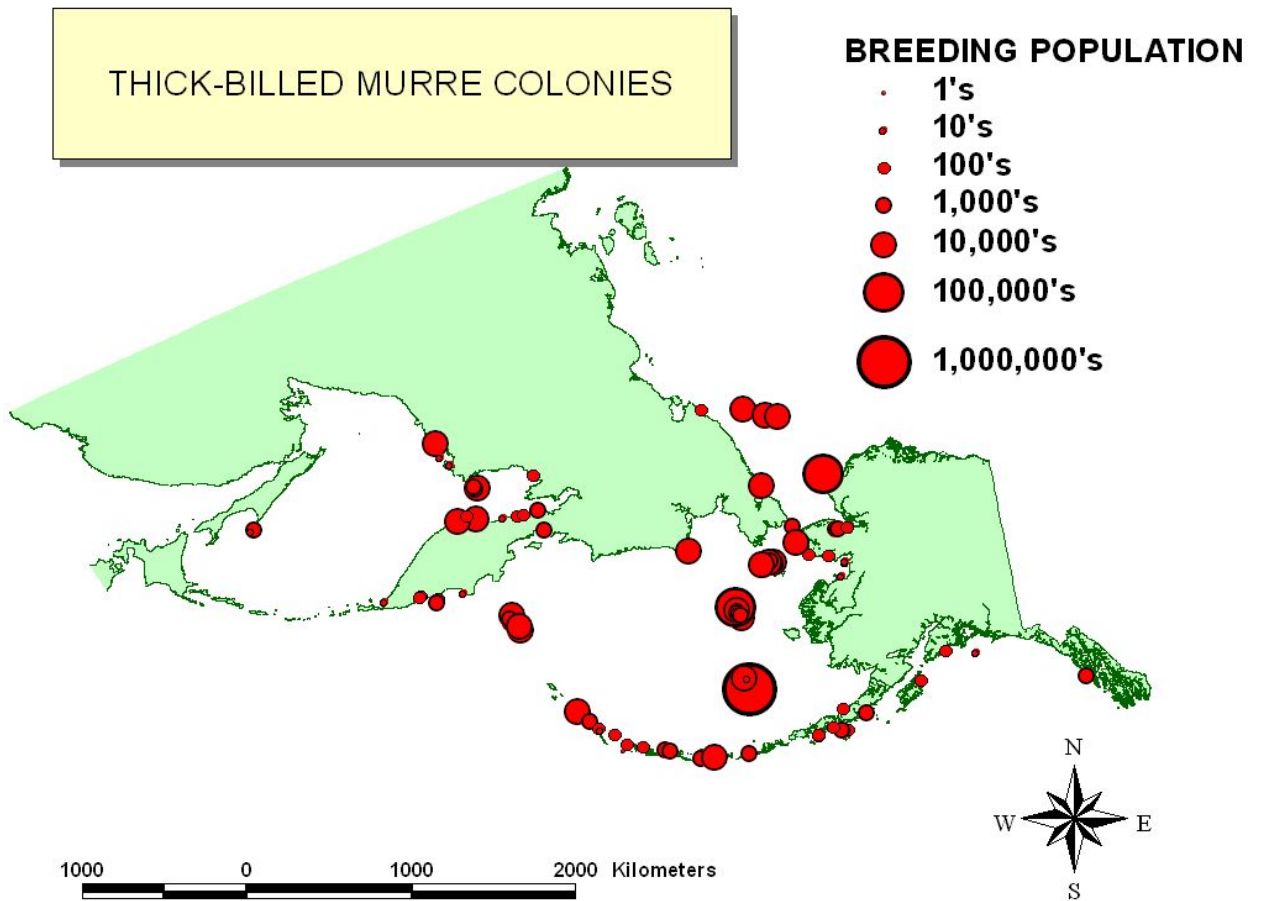 THICK-BILLED MURRE COLONIES
BREEDING POPULATION
1's
10's
100's
1,000's
10,000's
100,000's
1,000,000's
N
W E
S
1000 0 1000 2000 Kilometers